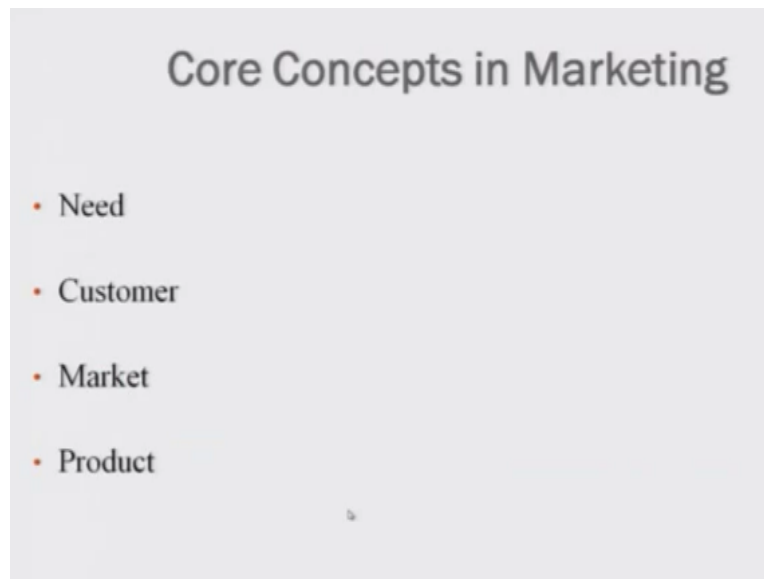 Core Concepts in Marketing
• Need
• Customer
• Market
• Product